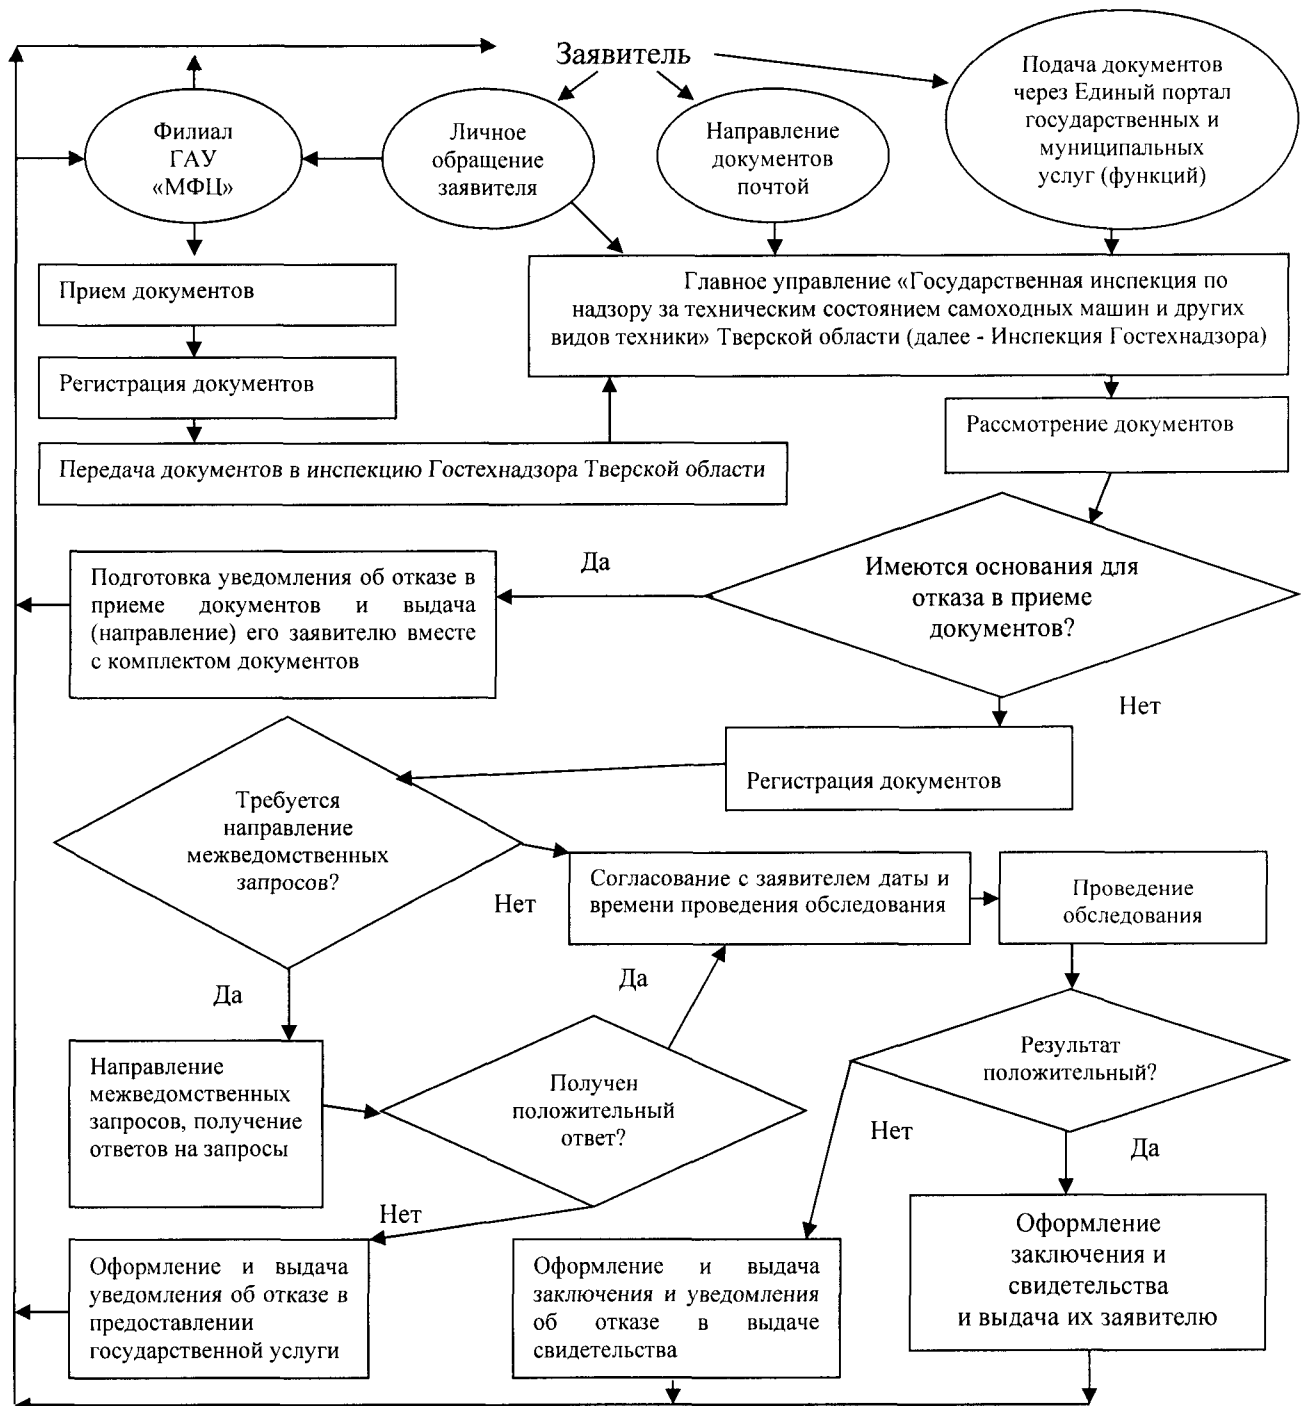 Заявитель
Подача документов
через Единый портал
государственных и
муниципальных
услуг (функций)
Филиал
ГАУ
«МФЦ»
Личное
обращение
заявителя
Направление
документов
почтой
Прием документов
Главное управление «Государственная инспекция по
надзору за техническим состоянием самоходных машин и других
видов техники» Тверской области (далее - Инспекция Гостехнадзора)
Регистрация документов
Рассмотрение документов
Передача документов в инспекцию Гостехнадзора Тверской области
Да
Подготовка уведомления об отказе в
приеме документов и выдача
(направление) его заявителю вместе
с комплектом документов
Имеются основания для
отказа в приеме
документов?
Нет
Регистрация документов
Требуется
направление
межведомственных
запросов?
Нет
Согласование с заявителем даты и
времени проведения обследования
Проведение
обследования
Да
Да
Направление
межведомственных
запросов, получение
ответов на запросы
Получен
положительный
ответ?
Результат
положительный?
Нет
Да
Нет
Оформление и выдача
уведомления об отказе в
предоставлении
государственной услуги
Оформление и выдача
заключения и уведомления
об отказе в выдаче
свидетельства
Оформление
заключения и
свидетельства
и выдача их заявителю